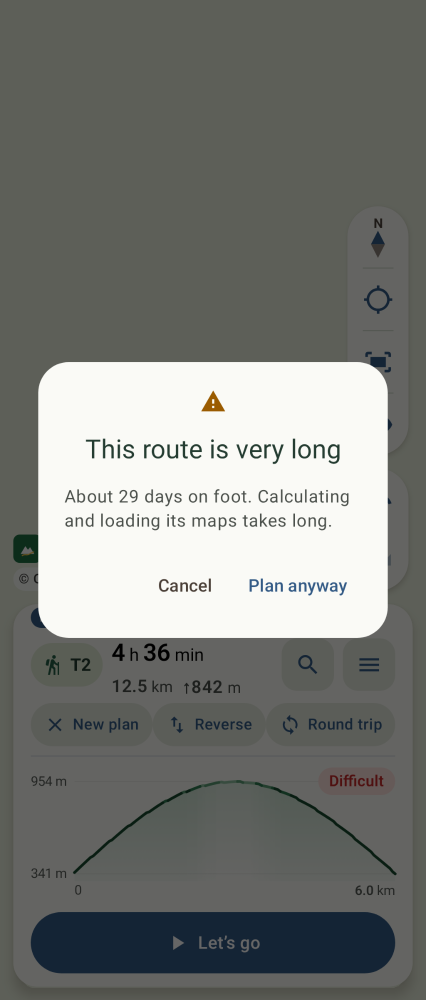 N
This route is very long
About 29 days on foot. Calculating
and loading its maps takes long.
Cancel
Plan anyway
©
T2
4 h 36 min
12.5 km ↑842 m
New plan
Reverse
Round trip
954 m
Difficult
341 m
0
6.0 km
Let's go